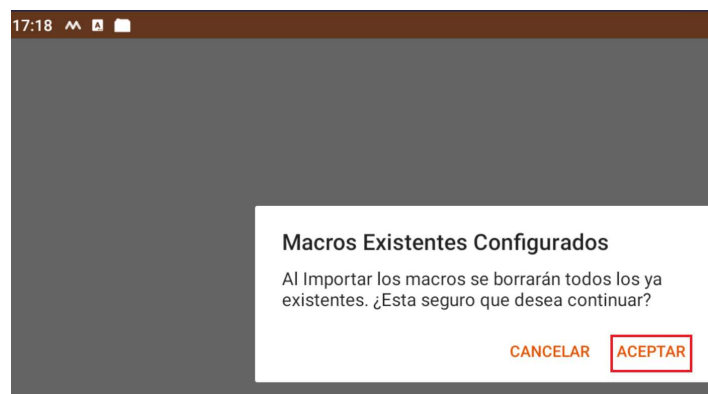 17:18
Macros Existentes Configurados
Al Importar los macros se borrarán todos los ya
existentes. ¿Esta seguro que desea continuar?
CANCELAR ACEPTAR